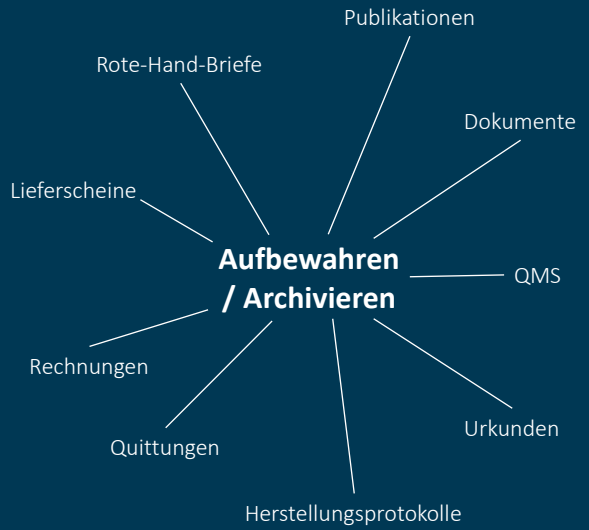 Publikationen
Rote-Hand-Briefe
Dokumente
Lieferscheine
Aufbewahren
/ Archivieren
QMS
Rechnungen
Urkunden
Quittungen
Herstellungsprotokolle